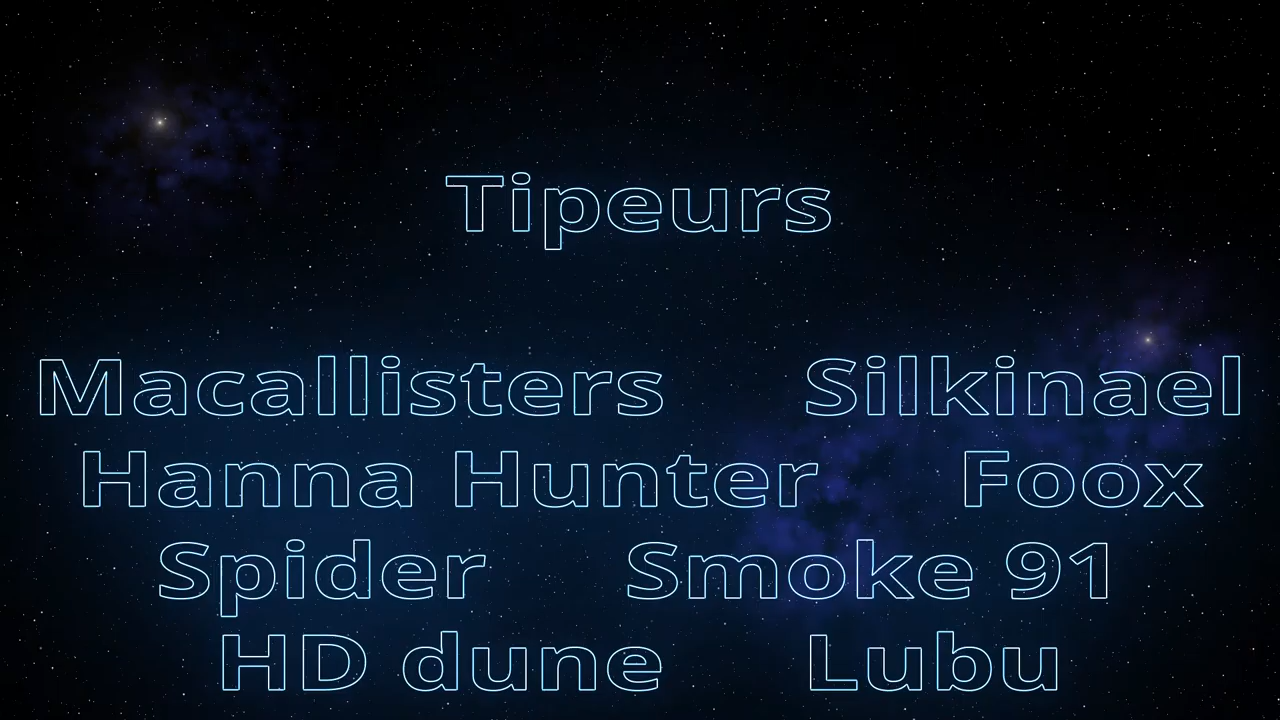 Tipeurs
Macallisters Silkinael
Hanna Hunter Foox
Spider Smoke 91
HD dune Lubu